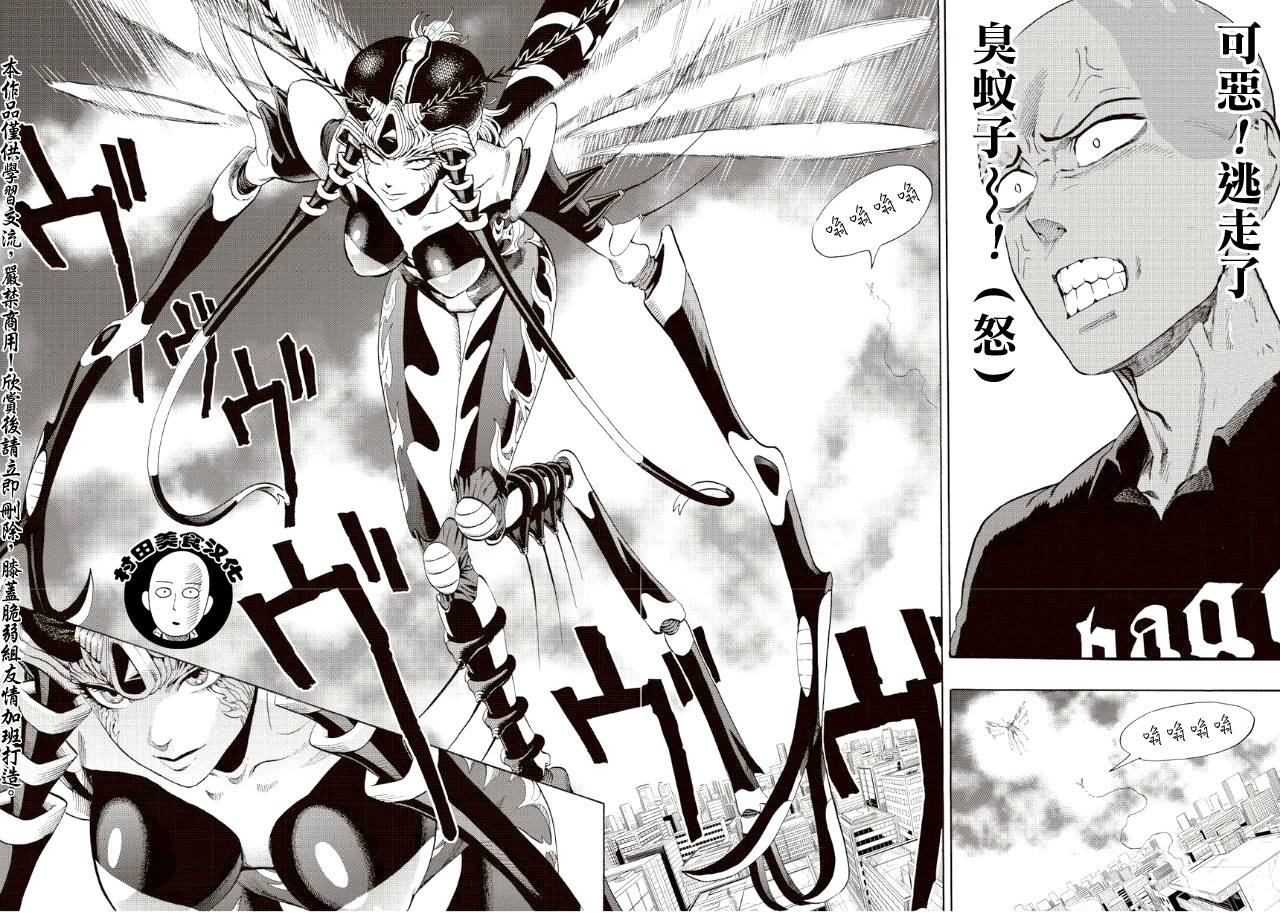 可惡！逃走了
臭蚊子～～！（怒）
嗡嗡嗡嗡
嗡嗡嗡嗡
ヴヴヴヴヴヴヴ
hag
村田美食汉化
本作品僅供學習交流，嚴禁商用！欣賞後請立即刪除，膝蓋脆弱組友情加班打造。